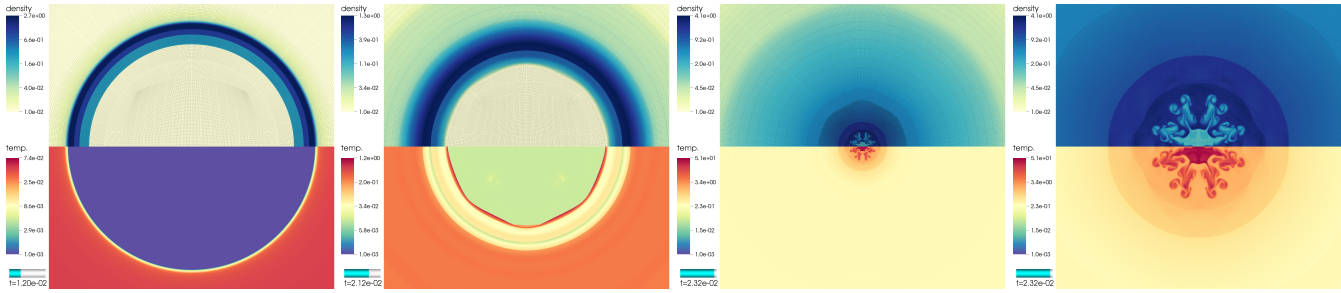 density
2.7e+00
6.6e-01
1.6e-01
4.0e-02
1.0e-02
temp.
7.4e-02
2.5e-02
8.6e-03
2.9e-03
1.0e-03
t=1.20e-02
density
1.3e+00
3.9e-01
1.1e-01
3.4e-02
1.0e-02
temp.
1.2e+00
2.0e-01
3.4e-02
5.8e-03
1.0e-03
t=2.12e-02
density
4.1e+00
9.2e-01
2.0e-01
4.5e-02
1.0e-02
temp.
5.1e+01
3.4e+00
2.3e-01
1.5e-02
1.0e-03
t=2.32e-02
density
4.1e+00
9.2e-01
2.0e-01
4.5e-02
1.0e-02
temp.
5.1e+01
3.4e+00
2.3e-01
1.5e-02
1.0e-03
t=2.32e-02